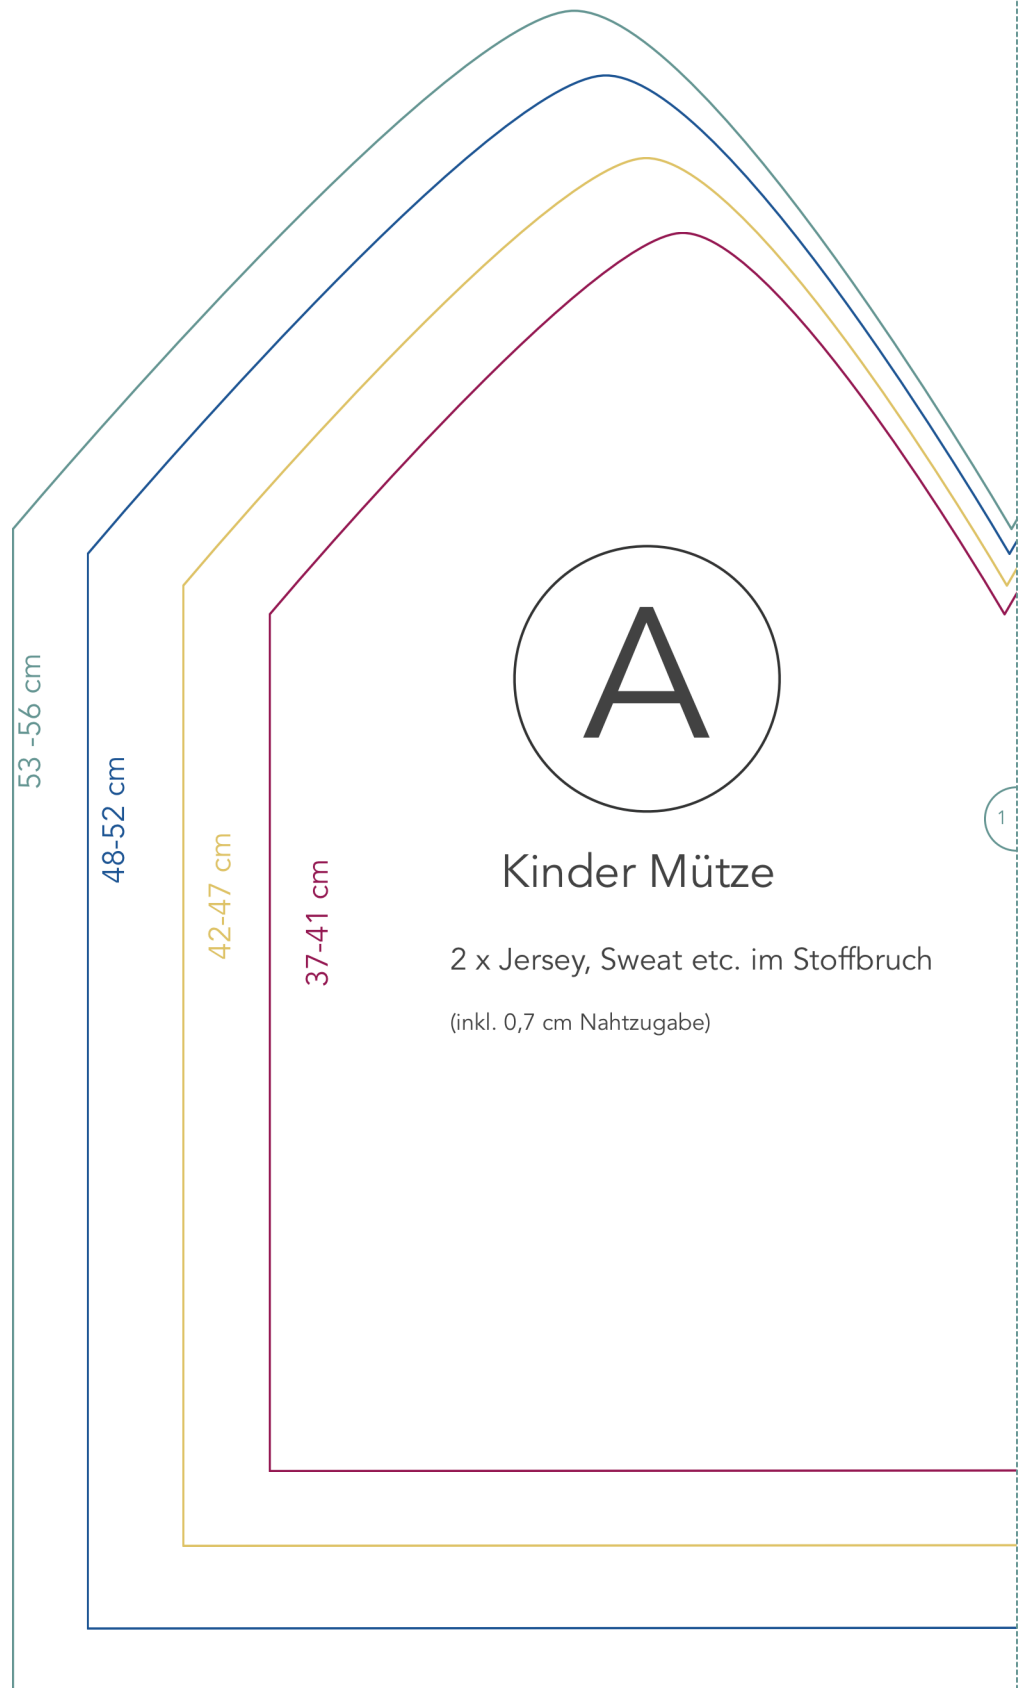 A
53 -56 cm
48-52 cm
42-47 cm
37-41 cm
1
Kinder Mütze
2 x Jersey, Sweat etc. im Stoffbruch
(inkl. 0,7 cm Nahtzugabe)